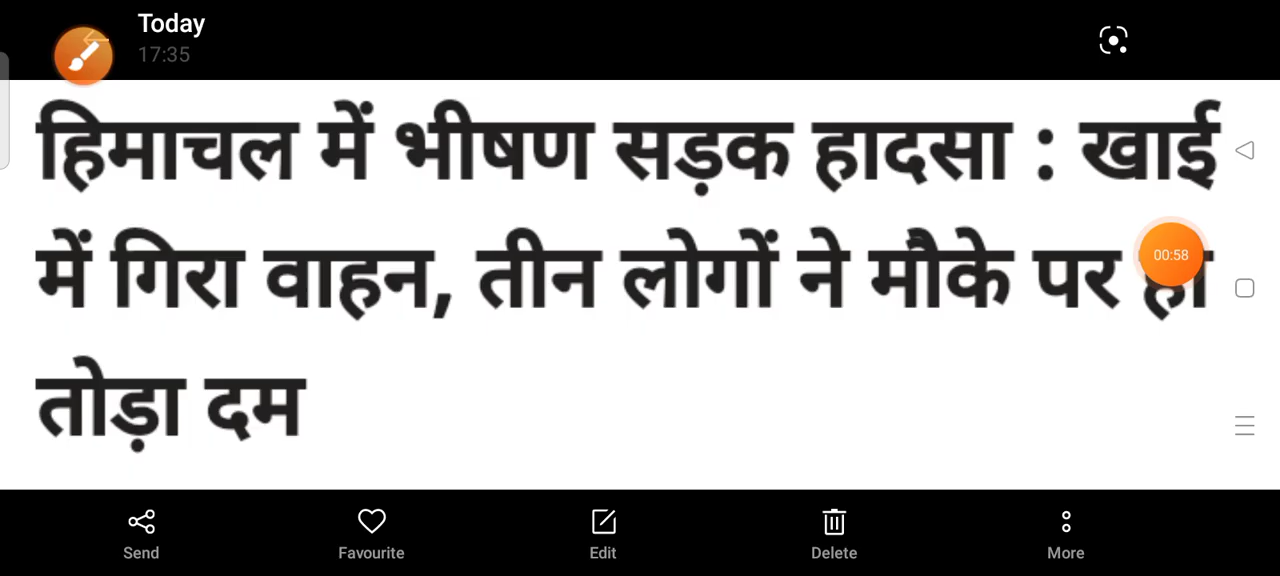 Today
17:35
हिमाचल में भीषण सड़क हादसा : खाई
में गिरा वाहन, तीन लोगों ने मौके पर
00:58
तोड़ा दम
Send Favourite Edit Delete More